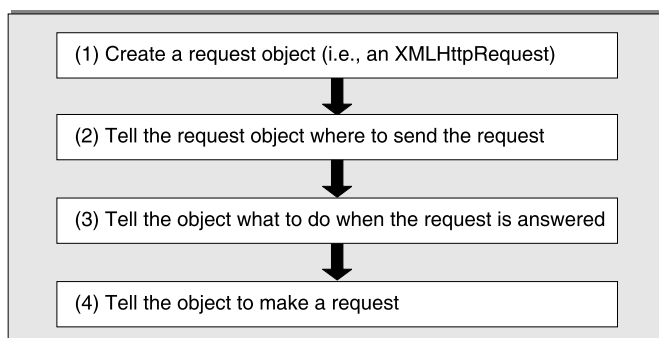 (1) Create a request object (i.e., an XMLHttpRequest)
(2) Tell the request object where to send the request
(3) Tell the object what to do when the request is answered
(4) Tell the object to make a request